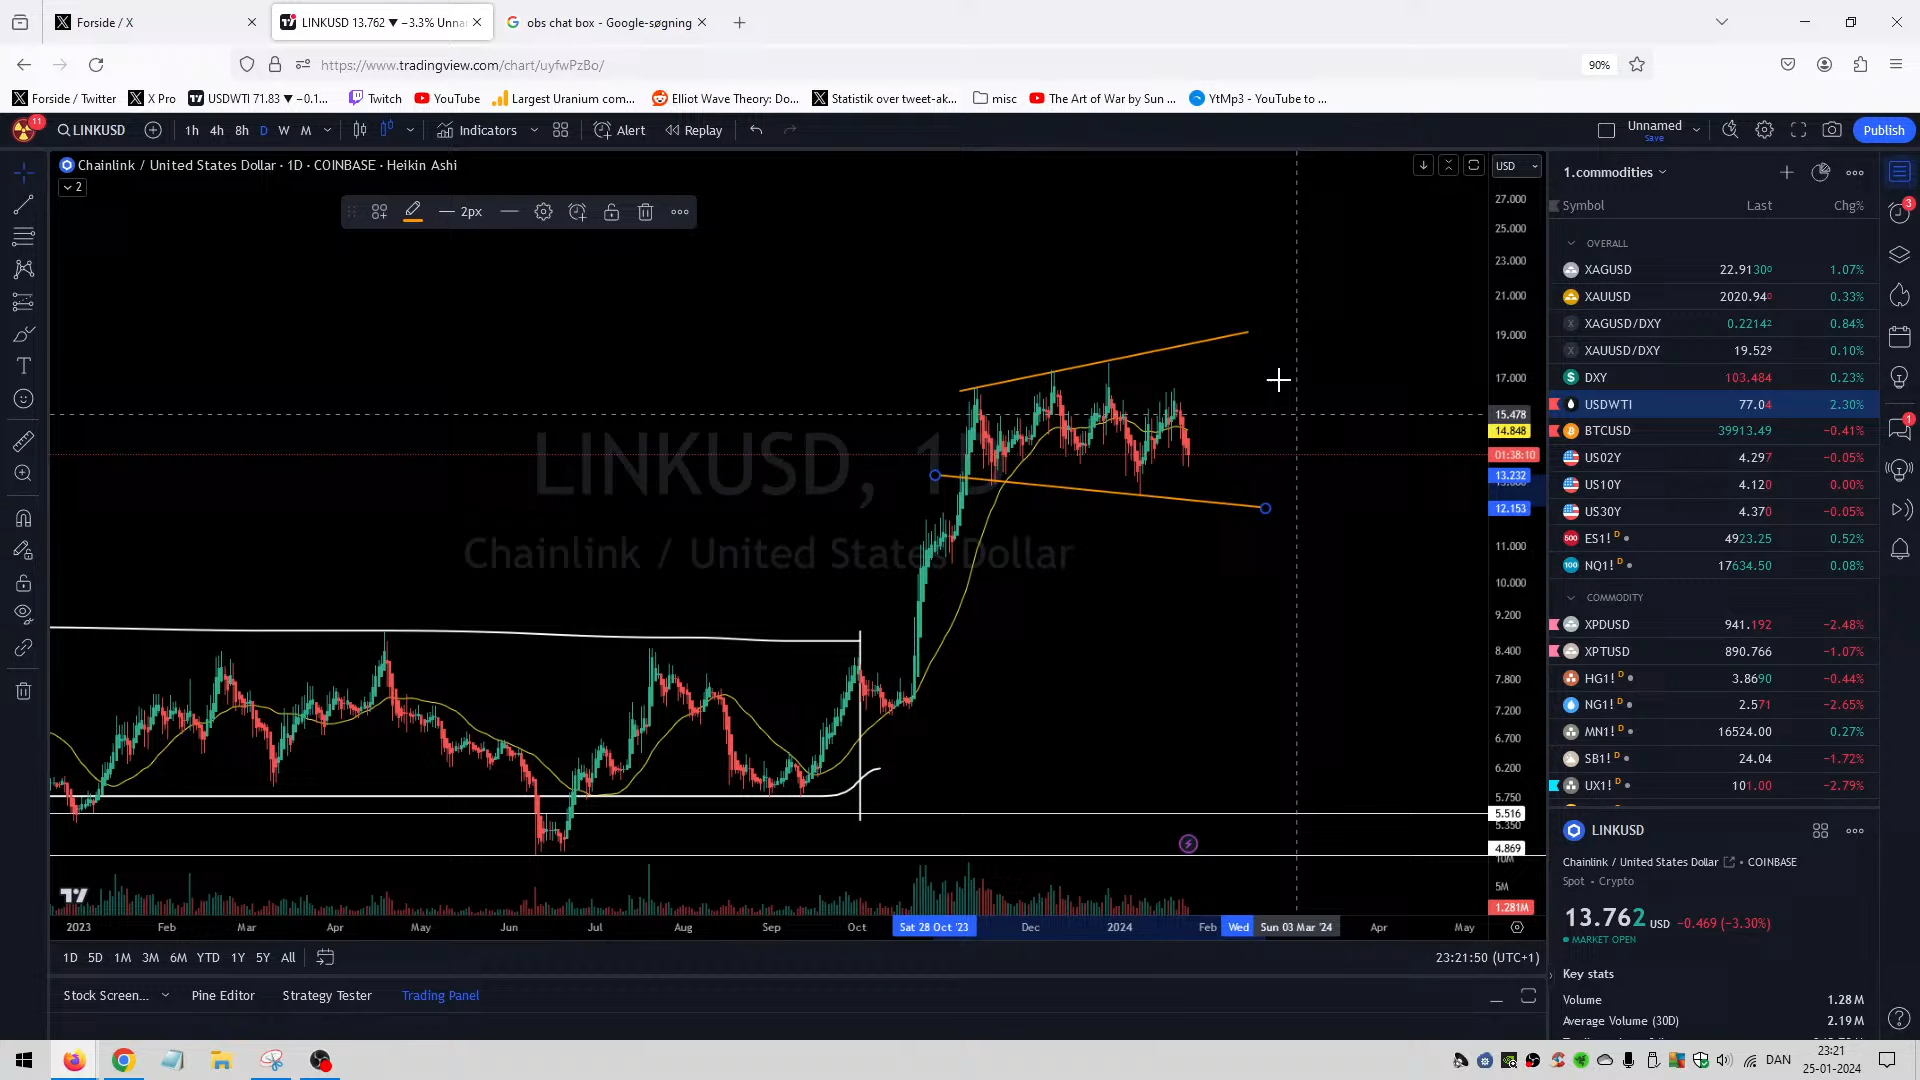 Forside / X
LINKUSD 13.762 ▼ −3.3% Unna
obs chat box - Google-søgning
https://www.tradingview.com/chart/uyfwPzBo/
90%
Forside / Twitter
X Pro
USDWTI 71.83 ▼ −0.1...
Twitch
YouTube
Largest Uranium com...
Elliot Wave Theory: Do...
Statistik over tweet-ak...
misc
The Art of War by Sun ...
YtMp3 - YouTube to ...
11
LINKUSD
1h 4h 8h D W M
Indicators
Alert
Replay
Unnamed
Save
Publish
Chainlink / United States Dollar · 1D · COINBASE · Heikin Ashi
2
2px
USD
LINKUSD, 1D
Chainlink / United States Dollar
27.000
25.000
23.000
21.000
19.000
17.000
15.478
14.848
01:38:10
13.232
12.153
11.000
10.000
9.200
8.400
7.800
7.200
6.700
6.200
5.750
5.516
5.350
4.869
10M
5M
1.281M
2023 Feb Mar Apr May Jun Jul Aug Sep Oct Sat 28 Oct '23 Dec 2024 Feb Wed Sun 03 Mar '24 Apr May
1D 5D 1M 3M 6M YTD 1Y 5Y All
23:21:50 (UTC+1)
Stock Screen... Pine Editor Strategy Tester Trading Panel
1.commodities
Symbol Last Chg%
OVERALL
XAGUSD 22.9130⁰ 1.07%
XAUUSD 2020.94⁰ 0.33%
XAGUSD/DXY 0.2214² 0.84%
XAUUSD/DXY 19.52⁹ 0.10%
DXY 103.484 0.23%
USDWTI 77.04 2.30%
BTCUSD 39913.49 −0.41%
US02Y 4.297 −0.05%
US10Y 4.120 0.00%
US30Y 4.370 −0.05%
ES1! D 4923.25 0.52%
NQ1! D 17634.50 0.08%
COMMODITY
XPDUSD 941.192 −2.48%
XPTUSD 890.766 −1.07%
HG1! D 3.8690 −0.44%
NG1! D 2.571 −2.65%
MN1! D 16524.00 0.27%
SB1! D 24.04 −1.72%
UX1! D 101.00 −2.79%
LINKUSD
Chainlink / United States Dollar • COINBASE
Spot • Crypto
13.762 USD −0.469 (−3.30%)
MARKET OPEN
Key stats
Volume 1.28 M
Average Volume (30D) 2.19 M
3
1
DAN
23:21
25-01-2024